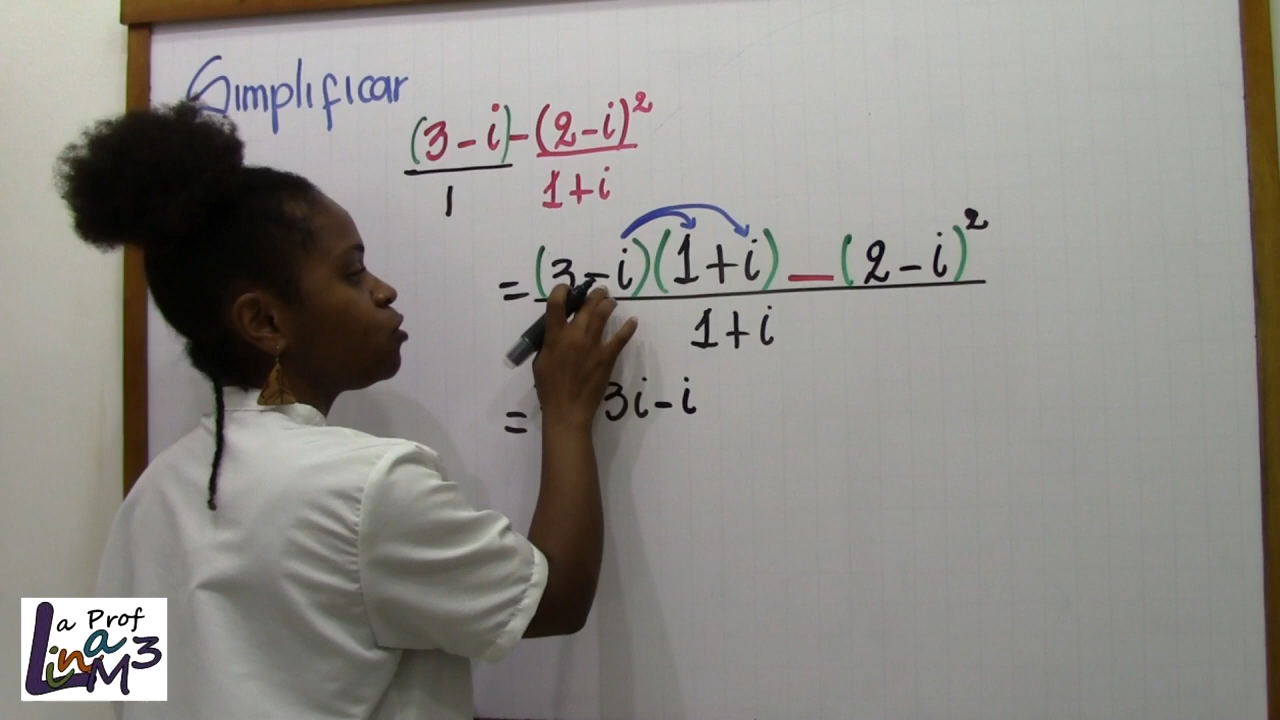 Simplificar
(3-i) - (2-i)²
1 1+i
= (3-i)(1+i) - (2-i)²
1+i
= 3i-i
La Prof
Lina M3